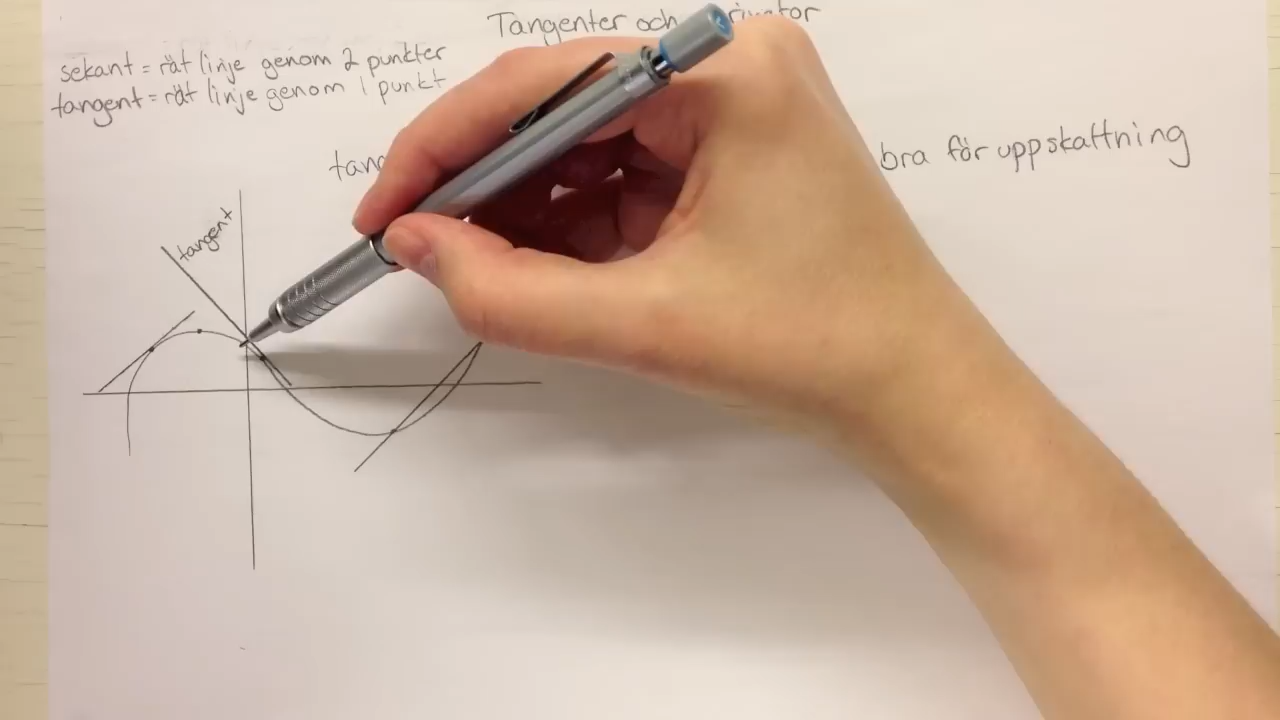 Tangenter och
sekant = rät linje genom 2 punkter
tangent = rät linje genom 1 punkt
bra för uppskattning
tangent